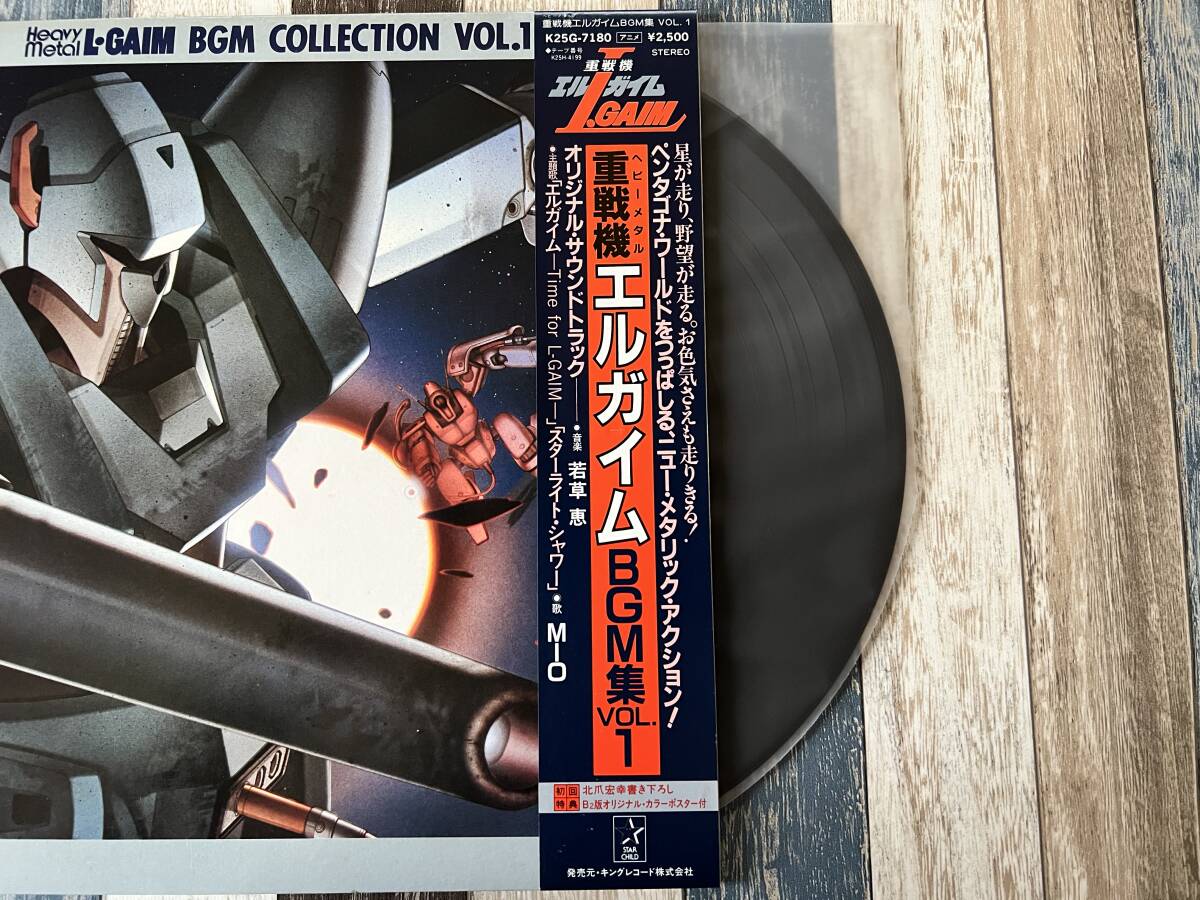 Heavy Metal L·GAIM BGM COLLECTION VOL.1
重戦機エルガイムBGM集 VOL. 1
K25G-7180 アニメ ¥2,500
●テープ番号
K25H-4199
STEREO
重戦機
エルガイム
L.GAIM
星が走り、野望が走る。お色気さえも走りきる!
ペンタゴナ・ワールドをつっぱしる、ニュー・メタリック・アクション!
ヘビーメタル
重戦機エルガイムBGM集 VOL.1
オリジナル・サウンドトラック——●音楽 若草 恵
●主題歌「エルガイム—Time for L-GAIM—」「スターライト・シャワー」●歌 MIO
初回特典
北爪宏幸書き下ろし
B2版オリジナル・カラーポスター付
STAR
CHILD
発売元・キングレコード株式会社